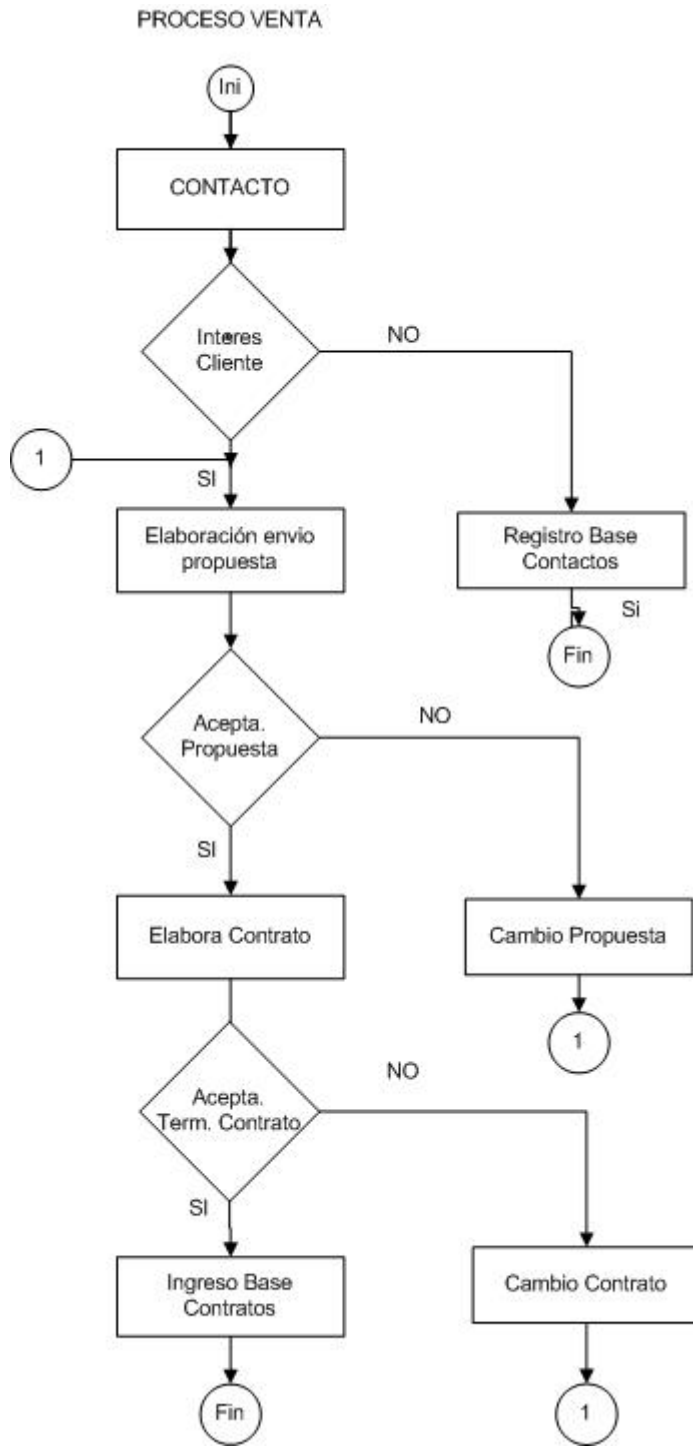 PROCESO VENTA
Ini
CONTACTO
Interes
Cliente
NO
1
SI
Elaboración envio
propuesta
Registro Base
Contactos
Si
Fin
Acepta.
Propuesta
NO
SI
Elabora Contrato
Cambio Propuesta
1
NO
Acepta.
Term. Contrato
SI
Ingreso Base
Contratos
Cambio Contrato
Fin
1